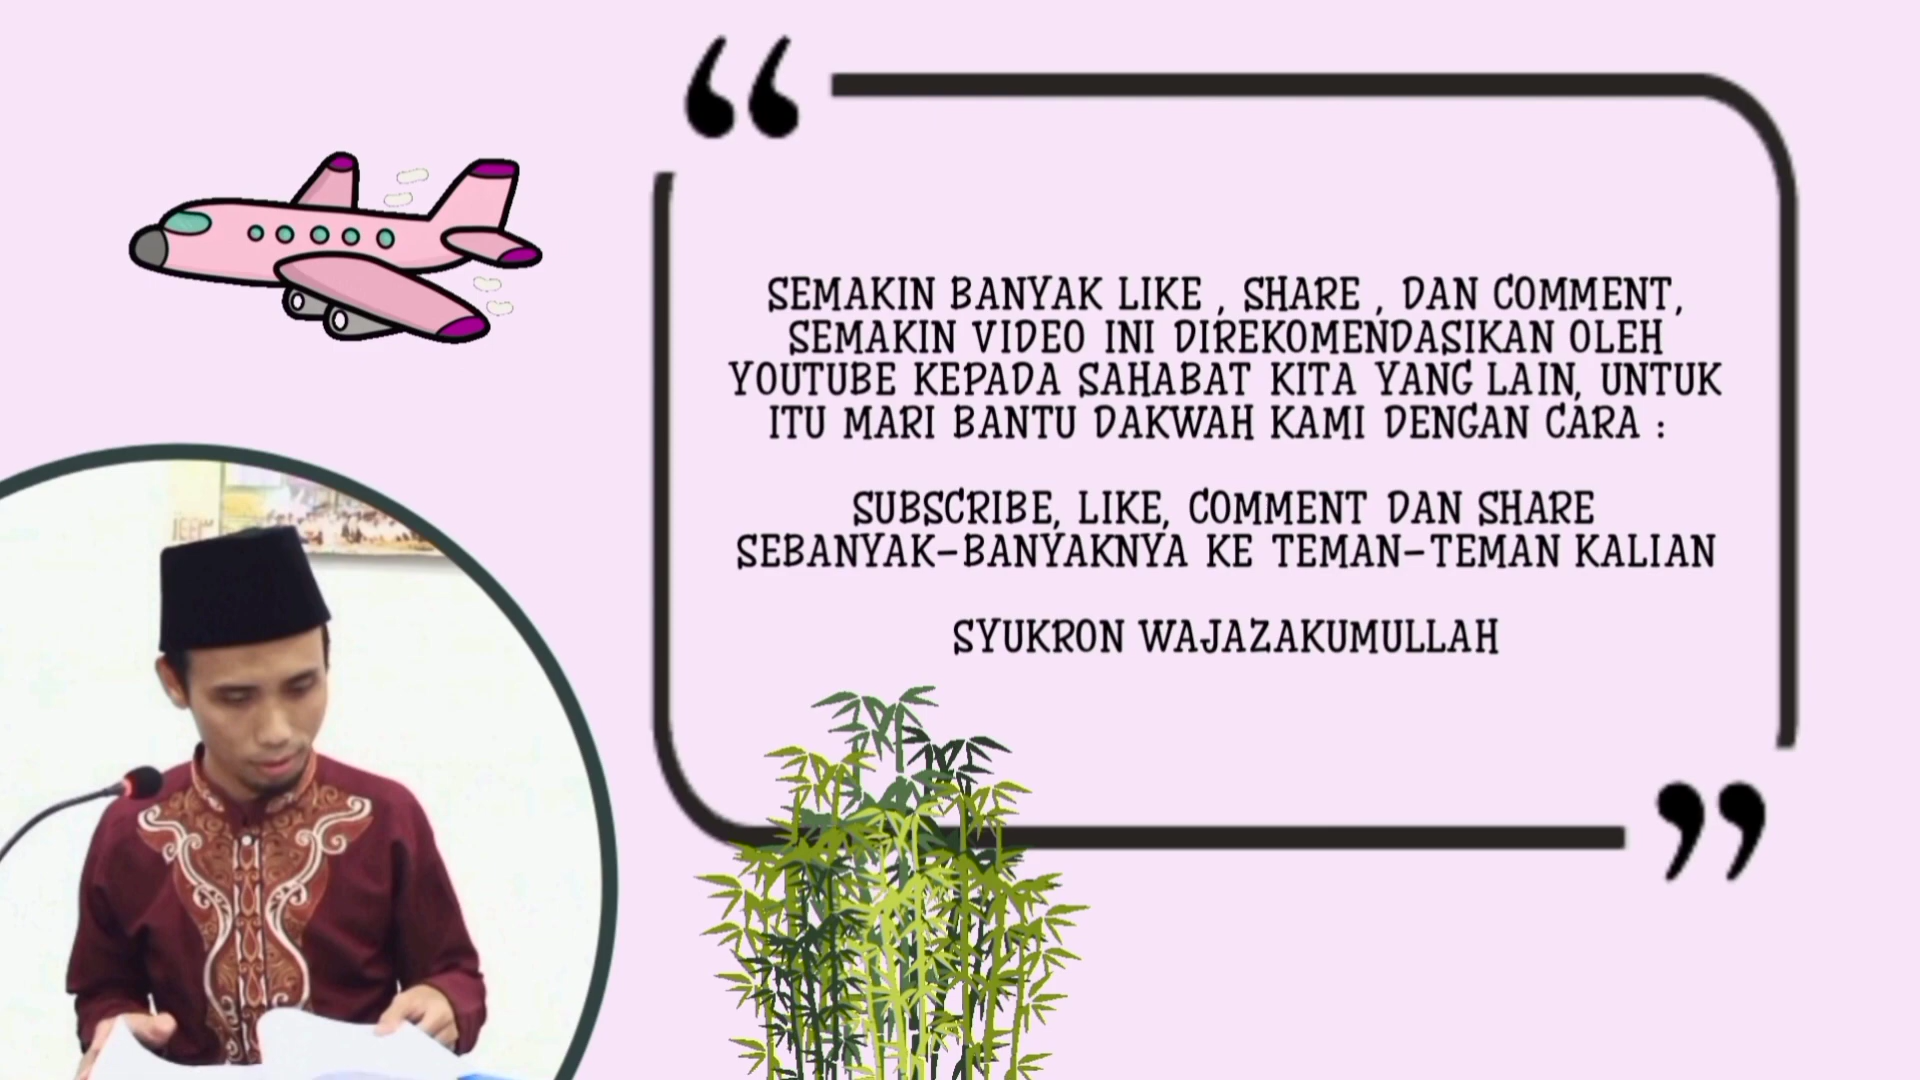 SEMAKIN BANYAK LIKE , SHARE , DAN COMMENT,
SEMAKIN VIDEO INI DIREKOMENDASIKAN OLEH
YOUTUBE KEPADA SAHABAT KITA YANG LAIN, UNTUK
ITU MARI BANTU DAKWAH KAMI DENGAN CARA :
SUBSCRIBE, LIKE, COMMENT DAN SHARE
SEBANYAK-BANYAKNYA KE TEMAN-TEMAN KALIAN
SYUKRON WAJAZAKUMULLAH